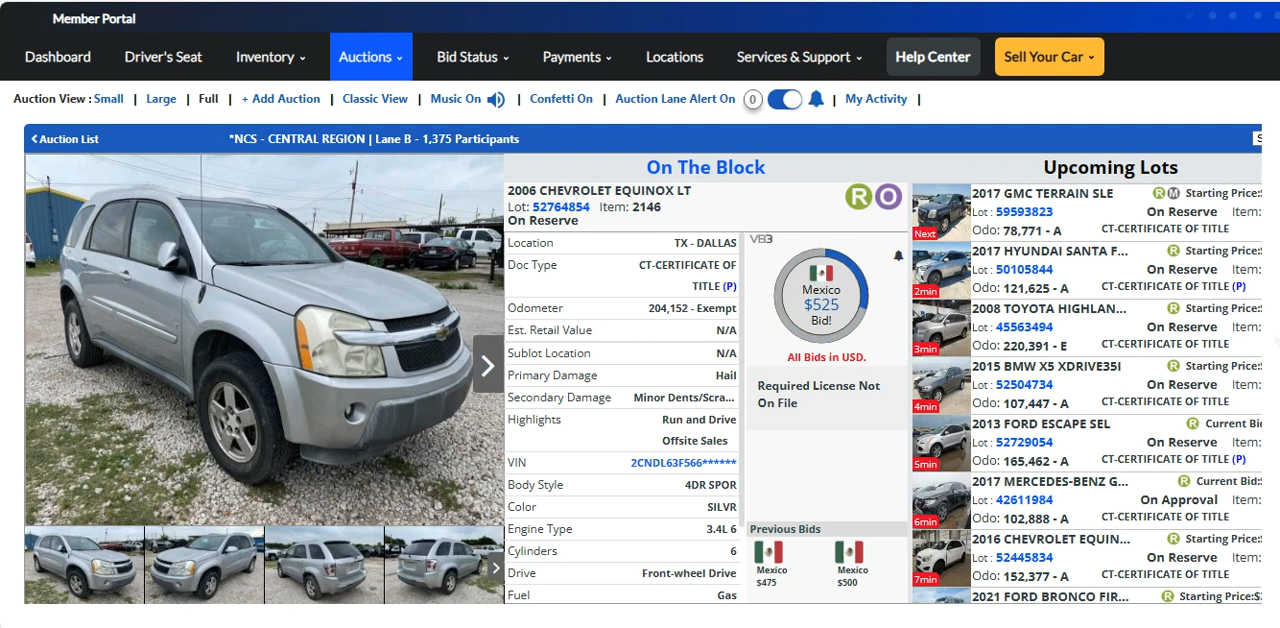 Member Portal
Dashboard Driver's Seat Inventory Auctions Bid Status Payments Locations Services & Support Help Center Sell Your Car
Auction View : Small | Large | Full | + Add Auction | Classic View | Music On | Confetti On | Auction Lane Alert On 0 | My Activity |
Auction List *NCS - CENTRAL REGION | Lane B - 1,375 Participants
On The Block
2006 CHEVROLET EQUINOX LT
R O
Lot: 52764854 Item: 2146
On Reserve
Location TX - DALLAS
Doc Type CT-CERTIFICATE OF
TITLE (P)
Odometer 204,152 - Exempt
Est. Retail Value N/A
Sublot Location N/A
Primary Damage Hail
Secondary Damage Minor Dents/Scra...
Highlights Run and Drive
Offsite Sales
VIN 2CNDL63F566******
Body Style 4DR SPOR
Color SILVR
Engine Type 3.4L 6
Cylinders 6
Drive Front-wheel Drive
Fuel Gas
VB3
Mexico
$525
Bid!
All Bids in USD.
Required License Not
On File
Previous Bids
Mexico Mexico
$475 $500
Upcoming Lots
2017 GMC TERRAIN SLE R M Starting Price:
Lot : 59593823 On Reserve Item:
Next Odo: 78,771 - A CT-CERTIFICATE OF TITLE
2017 HYUNDAI SANTA F... R Starting Price:
Lot : 50105844 On Reserve Item:
2min Odo: 121,625 - A CT-CERTIFICATE OF TITLE (P)
2008 TOYOTA HIGHLAN... R Starting Price:
Lot : 45563494 On Reserve Item:
3min Odo: 220,391 - E CT-CERTIFICATE OF TITLE
2015 BMW X5 XDRIVE35I R Starting Price:
Lot : 52504734 On Reserve Item:
4min Odo: 107,447 - A CT-CERTIFICATE OF TITLE
2013 FORD ESCAPE SEL R Current Bid
Lot : 52729054 On Reserve Item:
5min Odo: 165,462 - A CT-CERTIFICATE OF TITLE (P)
2017 MERCEDES-BENZ G... R Current Bid:
Lot : 42611984 On Approval Item:
6min Odo: 102,888 - A CT-CERTIFICATE OF TITLE
2016 CHEVROLET EQUIN... R Starting Price:
Lot : 52445834 On Reserve Item:
7min Odo: 152,377 - A CT-CERTIFICATE OF TITLE
2021 FORD BRONCO FIR... R Starting Price: